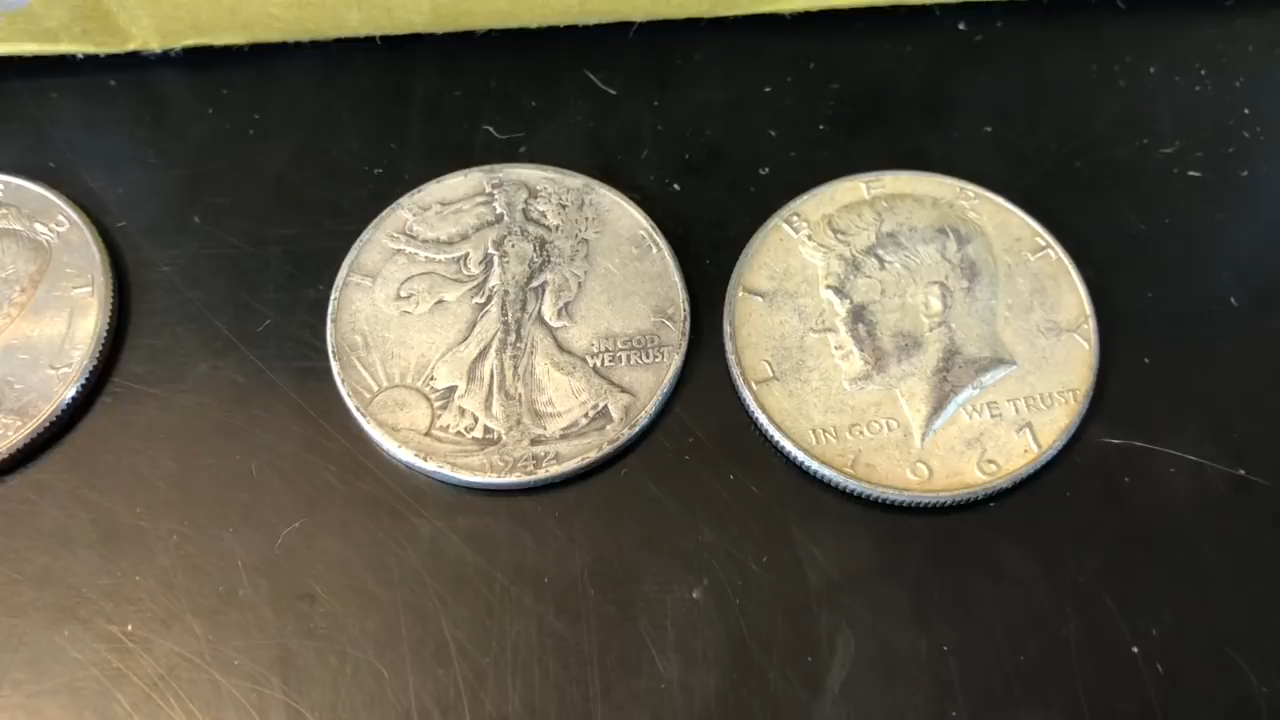 LIBERTY
IN GOD
WE TRUST
1942
LIBERTY
IN GOD WE TRUST
1967